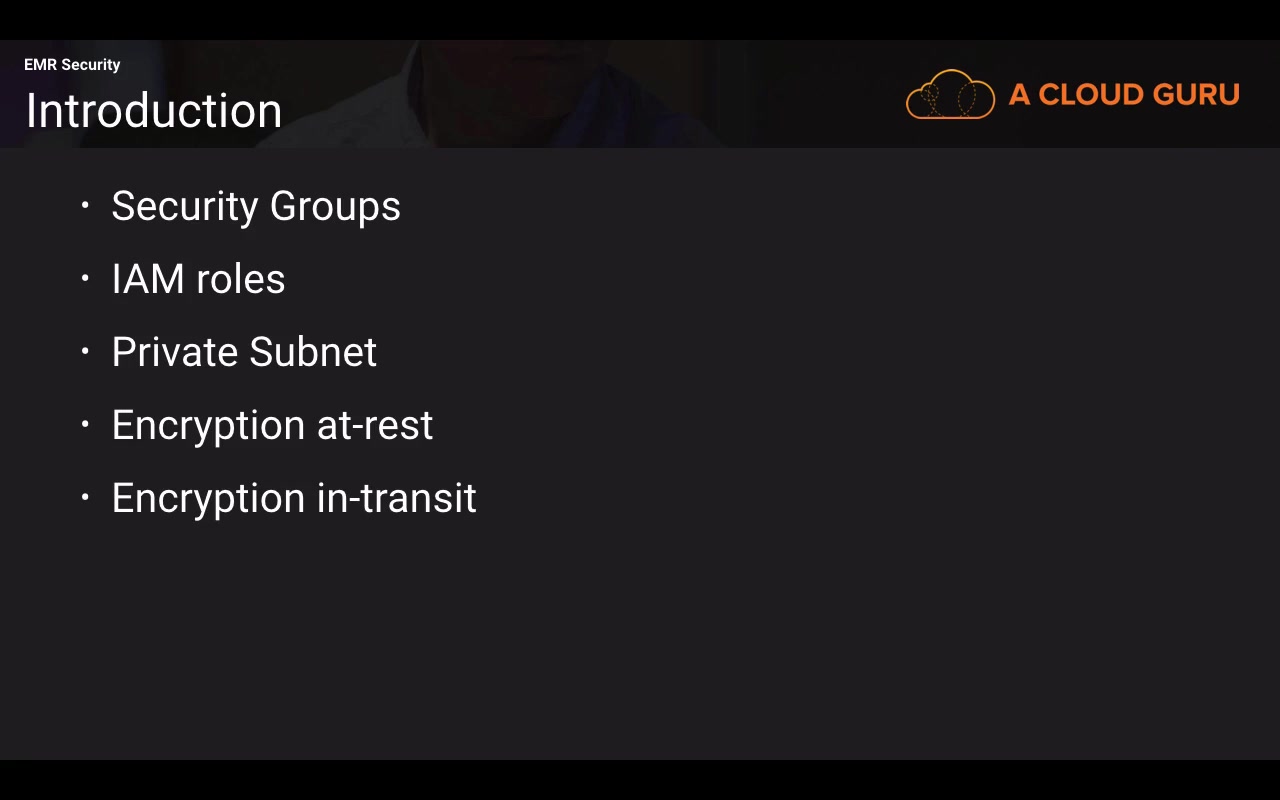 EMR Security
Introduction
A CLOUD GURU
• Security Groups
• IAM roles
• Private Subnet
• Encryption at-rest
• Encryption in-transit